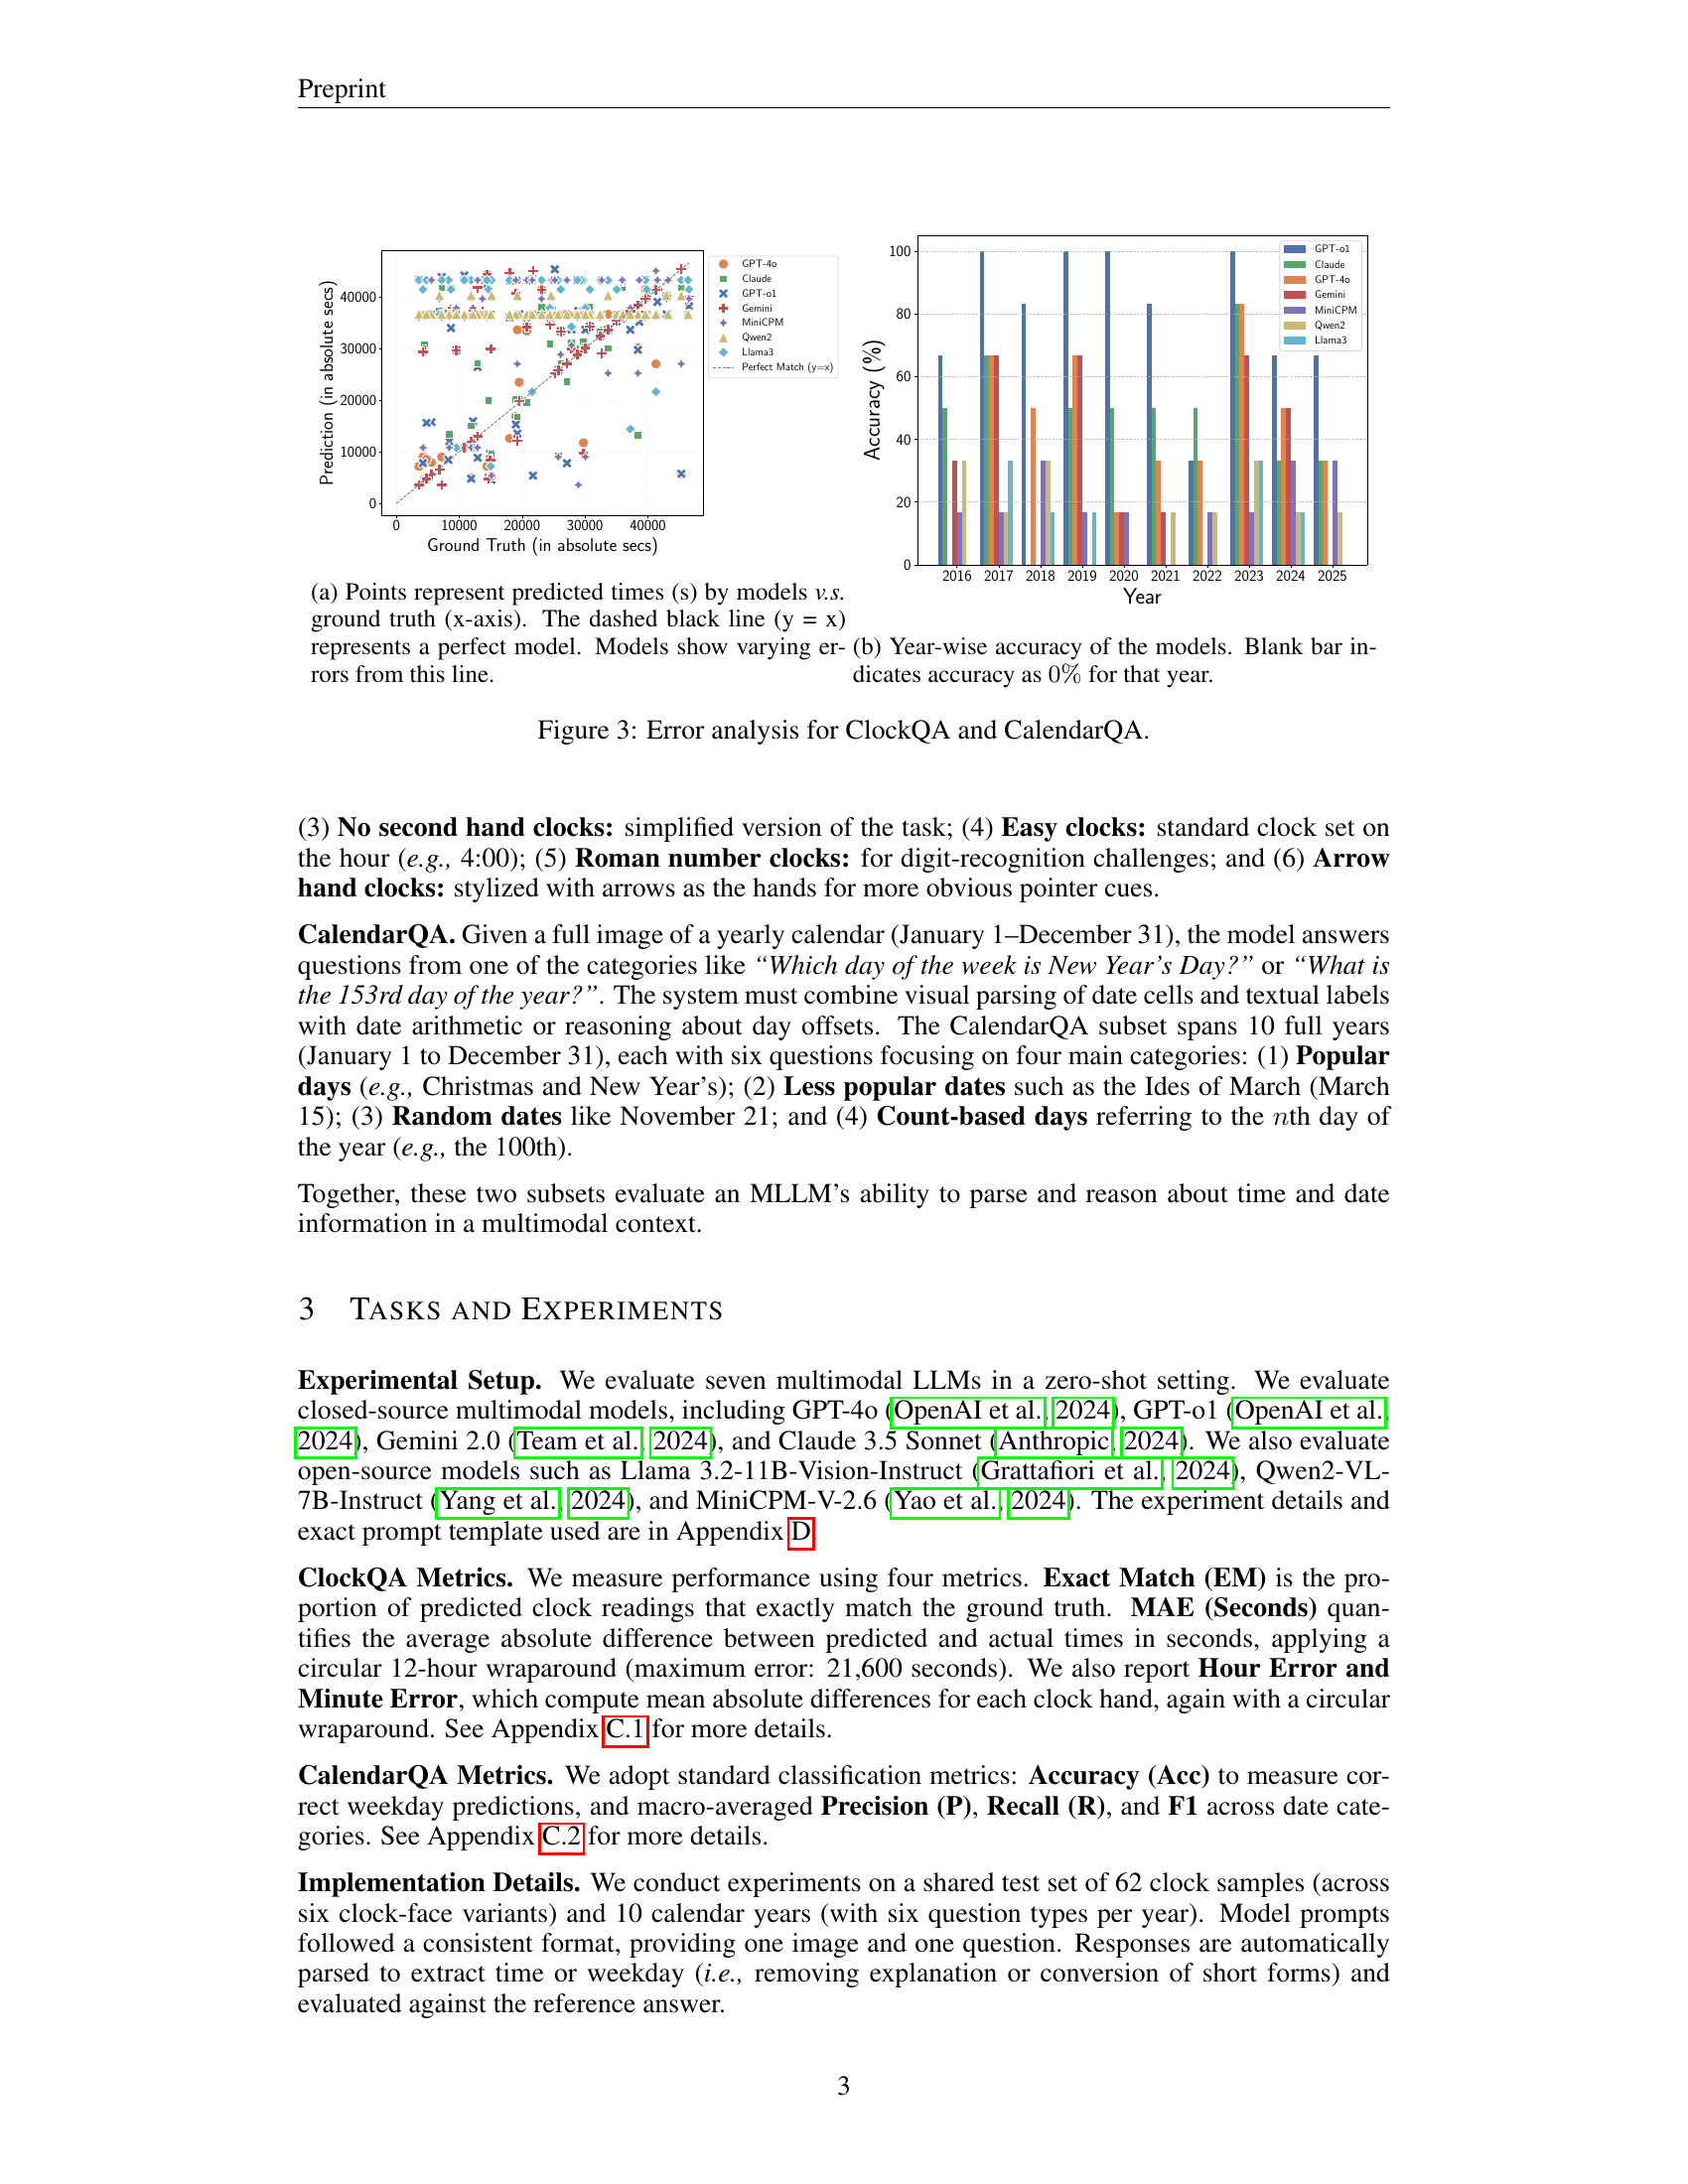 Preprint
40000
30000
20000
10000
0
Prediction (in absolute secs)
0 10000 20000 30000 40000
Ground Truth (in absolute secs)
GPT-4o
Claude
GPT-o1
Gemini
MiniCPM
Qwen2
Llama3
Perfect Match (y=x)
(a) Points represent predicted times (s) by models v.s.
ground truth (x-axis). The dashed black line (y = x)
represents a perfect model. Models show varying er-
rors from this line.
100
80
60
40
20
0
Accuracy (%)
2016 2017 2018 2019 2020 2021 2022 2023 2024 2025
Year
GPT-o1
Claude
GPT-4o
Gemini
MiniCPM
Qwen2
Llama3
(b) Year-wise accuracy of the models. Blank bar in-
dicates accuracy as 0% for that year.
Figure 3: Error analysis for ClockQA and CalendarQA.
(3) No second hand clocks: simplified version of the task; (4) Easy clocks: standard clock set on
the hour (e.g., 4:00); (5) Roman number clocks: for digit-recognition challenges; and (6) Arrow
hand clocks: stylized with arrows as the hands for more obvious pointer cues.
CalendarQA. Given a full image of a yearly calendar (January 1–December 31), the model answers
questions from one of the categories like “Which day of the week is New Year’s Day?” or “What is
the 153rd day of the year?”. The system must combine visual parsing of date cells and textual labels
with date arithmetic or reasoning about day offsets. The CalendarQA subset spans 10 full years
(January 1 to December 31), each with six questions focusing on four main categories: (1) Popular
days (e.g., Christmas and New Year’s); (2) Less popular dates such as the Ides of March (March
15); (3) Random dates like November 21; and (4) Count-based days referring to the nth day of
the year (e.g., the 100th).
Together, these two subsets evaluate an MLLM’s ability to parse and reason about time and date
information in a multimodal context.
3 TASKS AND EXPERIMENTS
Experimental Setup. We evaluate seven multimodal LLMs in a zero-shot setting. We evaluate
closed-source multimodal models, including GPT-4o (OpenAI et al., 2024), GPT-o1 (OpenAI et al.,
2024), Gemini 2.0 (Team et al., 2024), and Claude 3.5 Sonnet (Anthropic, 2024). We also evaluate
open-source models such as Llama 3.2-11B-Vision-Instruct (Grattafiori et al., 2024), Qwen2-VL-
7B-Instruct (Yang et al., 2024), and MiniCPM-V-2.6 (Yao et al., 2024). The experiment details and
exact prompt template used are in Appendix D.
ClockQA Metrics. We measure performance using four metrics. Exact Match (EM) is the pro-
portion of predicted clock readings that exactly match the ground truth. MAE (Seconds) quan-
tifies the average absolute difference between predicted and actual times in seconds, applying a
circular 12-hour wraparound (maximum error: 21,600 seconds). We also report Hour Error and
Minute Error, which compute mean absolute differences for each clock hand, again with a circular
wraparound. See Appendix C.1 for more details.
CalendarQA Metrics. We adopt standard classification metrics: Accuracy (Acc) to measure cor-
rect weekday predictions, and macro-averaged Precision (P), Recall (R), and F1 across date cate-
gories. See Appendix C.2 for more details.
Implementation Details. We conduct experiments on a shared test set of 62 clock samples (across
six clock-face variants) and 10 calendar years (with six question types per year). Model prompts
followed a consistent format, providing one image and one question. Responses are automatically
parsed to extract time or weekday (i.e., removing explanation or conversion of short forms) and
evaluated against the reference answer.
3